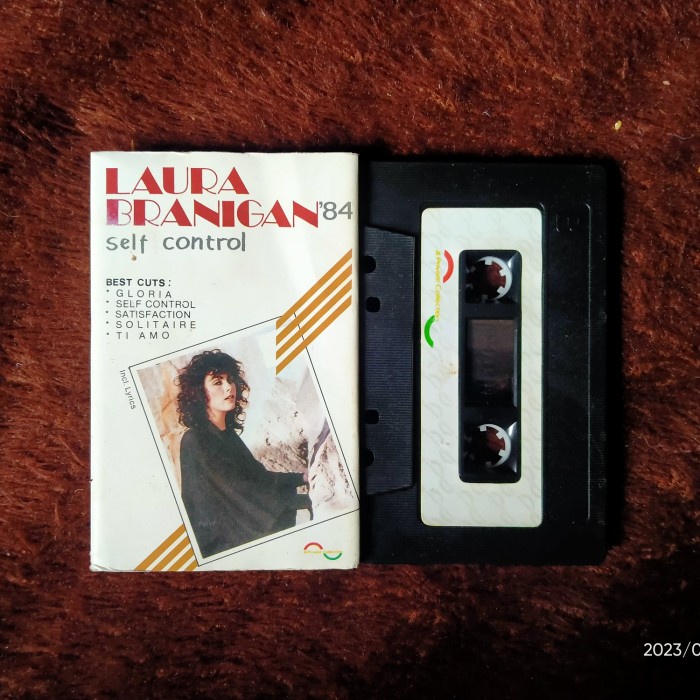 LAURA
BRANIGAN '84
self control
BEST CUTS :
• GLORIA
• SELF CONTROL
• SATISFACTION
• SOLITAIRE
• TI AMO
Incl. Lyrics
2023/0